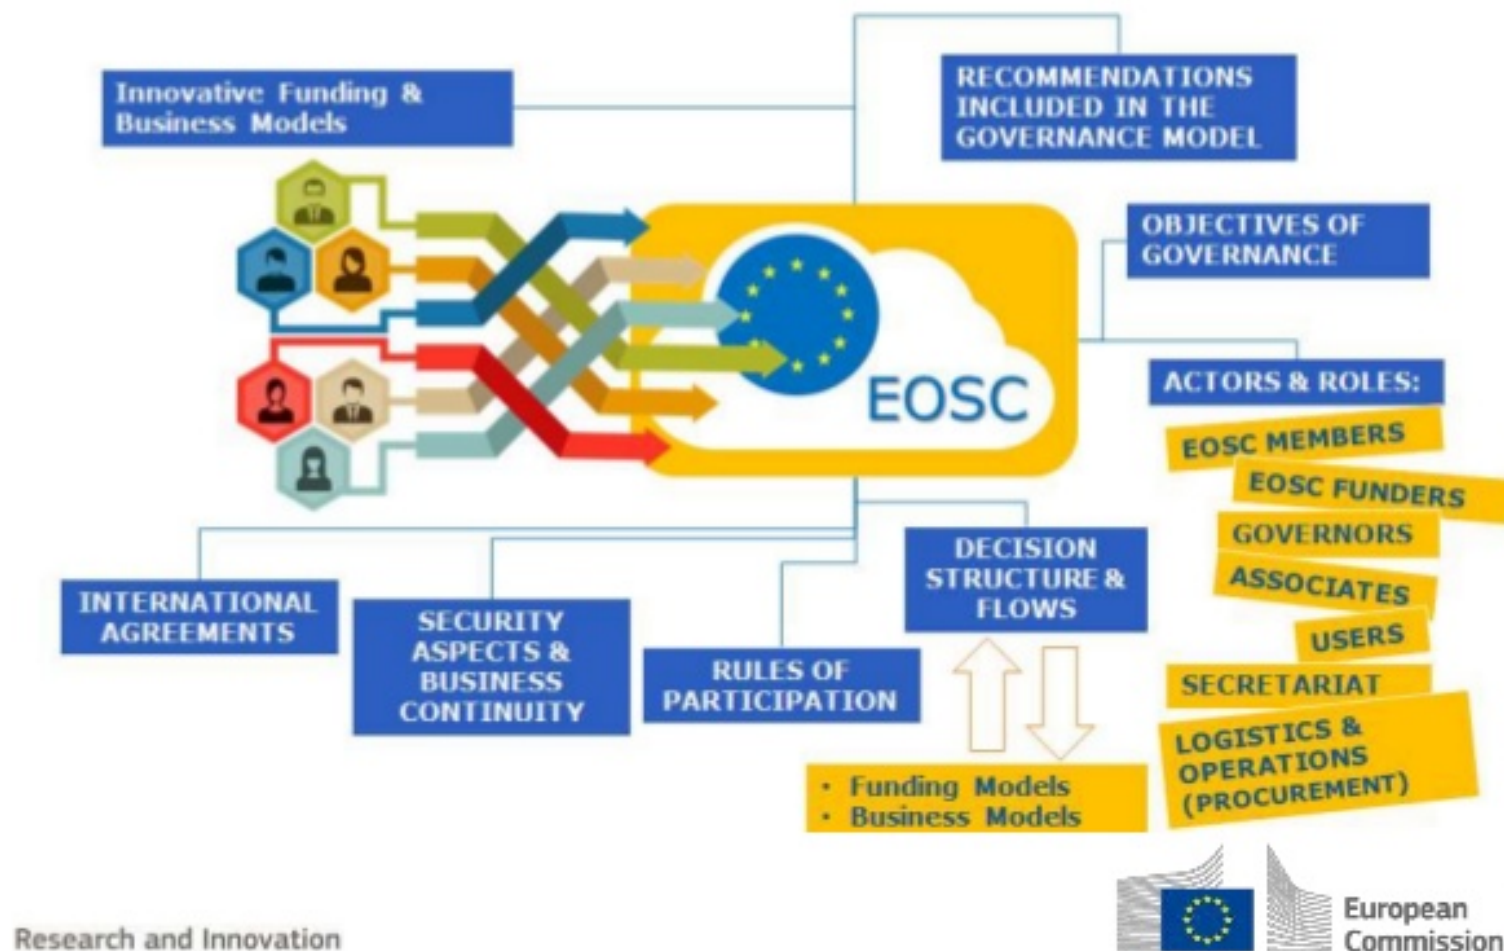 Innovative Funding &
Business Models
RECOMMENDATIONS
INCLUDED IN THE
GOVERNANCE MODEL
OBJECTIVES OF
GOVERNANCE
EOSC
ACTORS & ROLES:
EOSC MEMBERS
EOSC FUNDERS
GOVERNORS
ASSOCIATES
USERS
SECRETARIAT
LOGISTICS &
OPERATIONS
(PROCUREMENT)
INTERNATIONAL
AGREEMENTS
SECURITY
ASPECTS &
BUSINESS
CONTINUITY
RULES OF
PARTICIPATION
DECISION
STRUCTURE &
FLOWS
• Funding Models
• Business Models
Research and Innovation
European
Commission